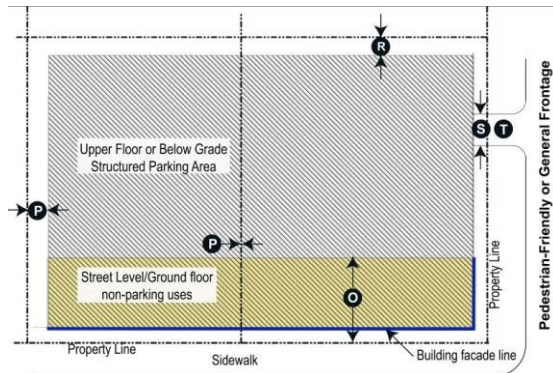 R
S T
Upper Floor or Below Grade
Structured Parking Area
P
P
Street Level/Ground floor
non-parking uses
O
Property Line
Pedestrian-Friendly or General Frontage
Property Line
Sidewalk
Building facade line